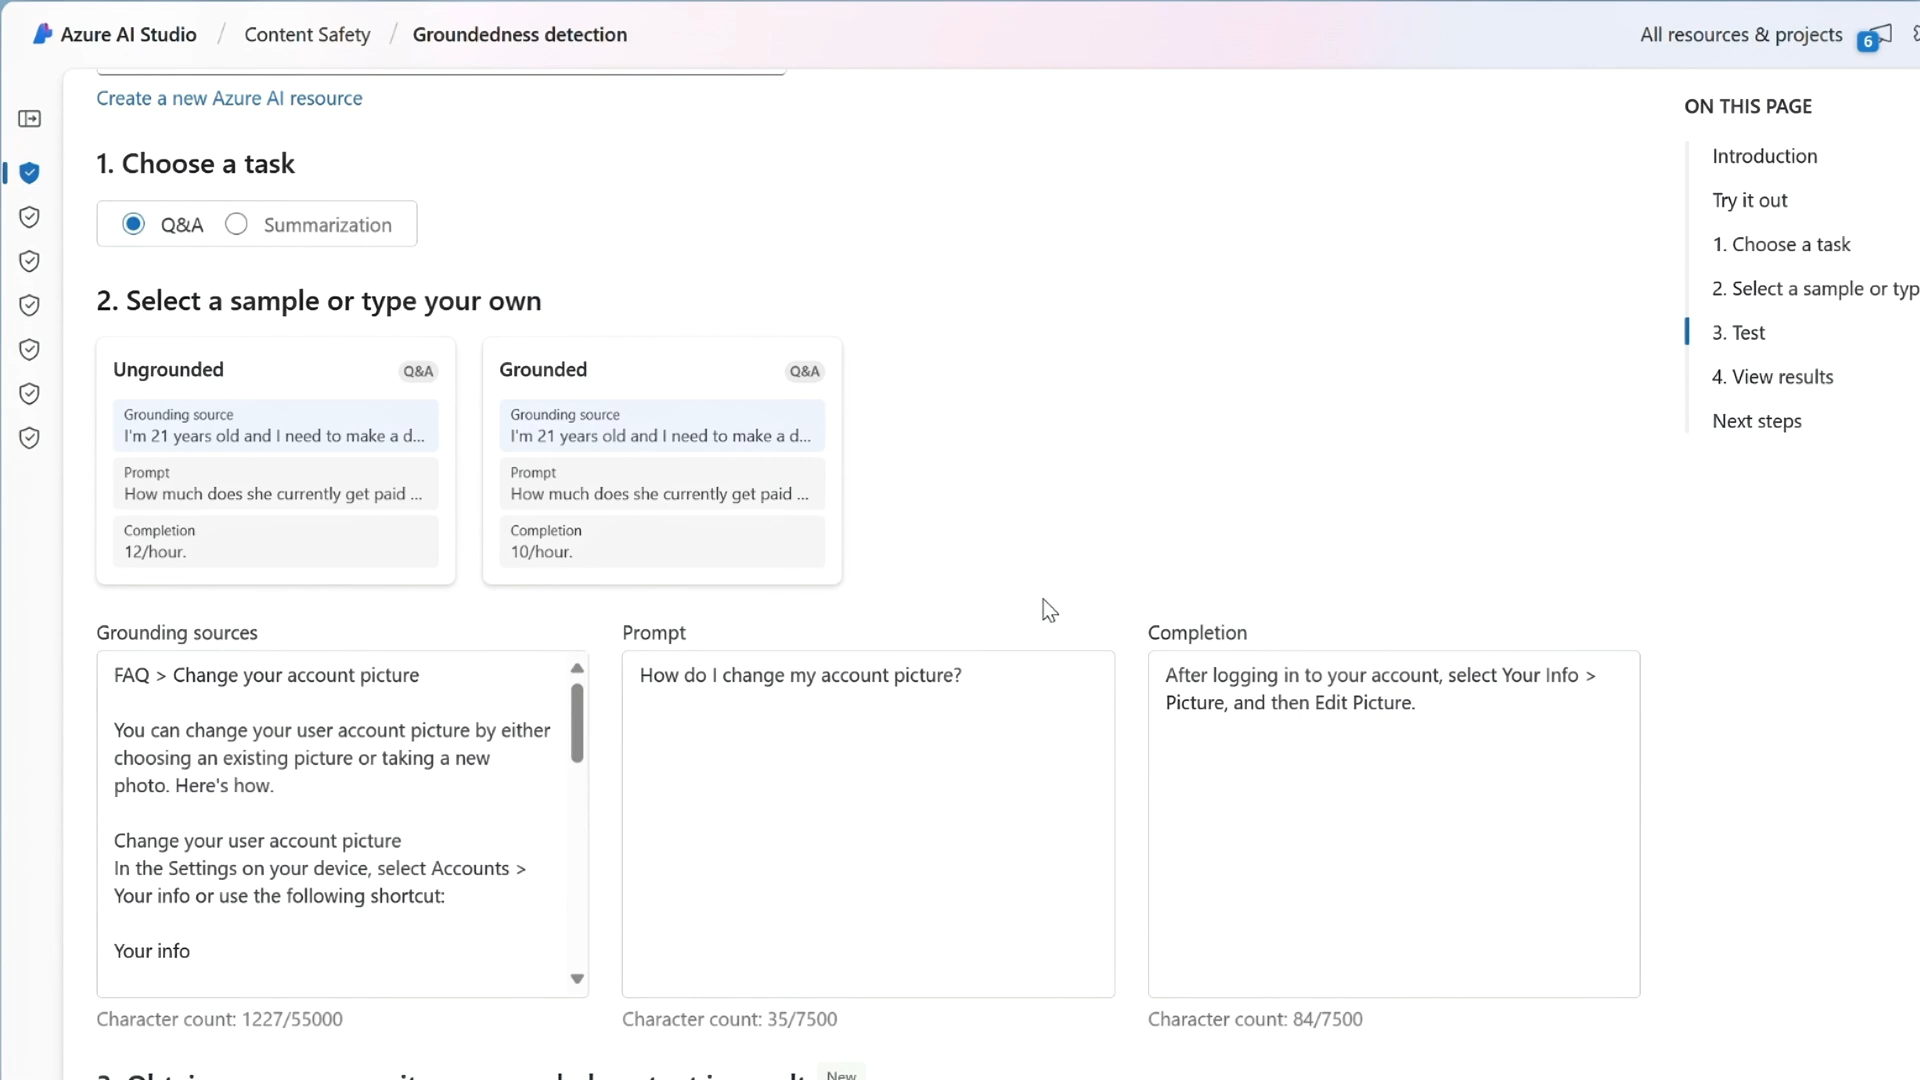 Azure AI Studio / Content Safety / Groundedness detection
All resources & projects
6
Create a new Azure AI resource
1. Choose a task
Q&A Summarization
2. Select a sample or type your own
Ungrounded Q&A
Grounding source
I'm 21 years old and I need to make a d...
Prompt
How much does she currently get paid ...
Completion
12/hour.
Grounded Q&A
Grounding source
I'm 21 years old and I need to make a d...
Prompt
How much does she currently get paid ...
Completion
10/hour.
Grounding sources
FAQ > Change your account picture
You can change your user account picture by either
choosing an existing picture or taking a new
photo. Here's how.
Change your user account picture
In the Settings on your device, select Accounts >
Your info or use the following shortcut:
Your info
Character count: 1227/55000
Prompt
How do I change my account picture?
Character count: 35/7500
Completion
After logging in to your account, select Your Info >
Picture, and then Edit Picture.
Character count: 84/7500
New
ON THIS PAGE
Introduction
Try it out
1. Choose a task
2. Select a sample or typ
3. Test
4. View results
Next steps